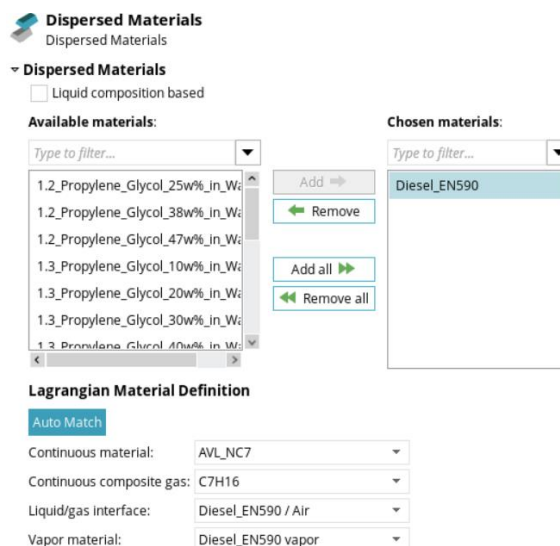 Dispersed Materials
Dispersed Materials
Dispersed Materials
Liquid composition based
Available materials:
Type to filter...
1.2_Propylene_Glycol_25w%_in_Wa
1.2_Propylene_Glycol_38w%_in_Wa
1.2_Propylene_Glycol_47w%_in_Wa
1.3_Propylene_Glycol_10w%_in_Wa
1.3_Propylene_Glycol_20w%_in_Wa
1.3_Propylene_Glycol_30w%_in_Wa
1.3_Propylene_Glycol_40w%_in_Wa
Add
Remove
Add all
Remove all
Chosen materials:
Type to filter...
Diesel_EN590
Lagrangian Material Definition
Auto Match
Continuous material: AVL_NC7
Continuous composite gas: C7H16
Liquid/gas interface: Diesel_EN590 / Air
Vapor material: Diesel_EN590 vapor